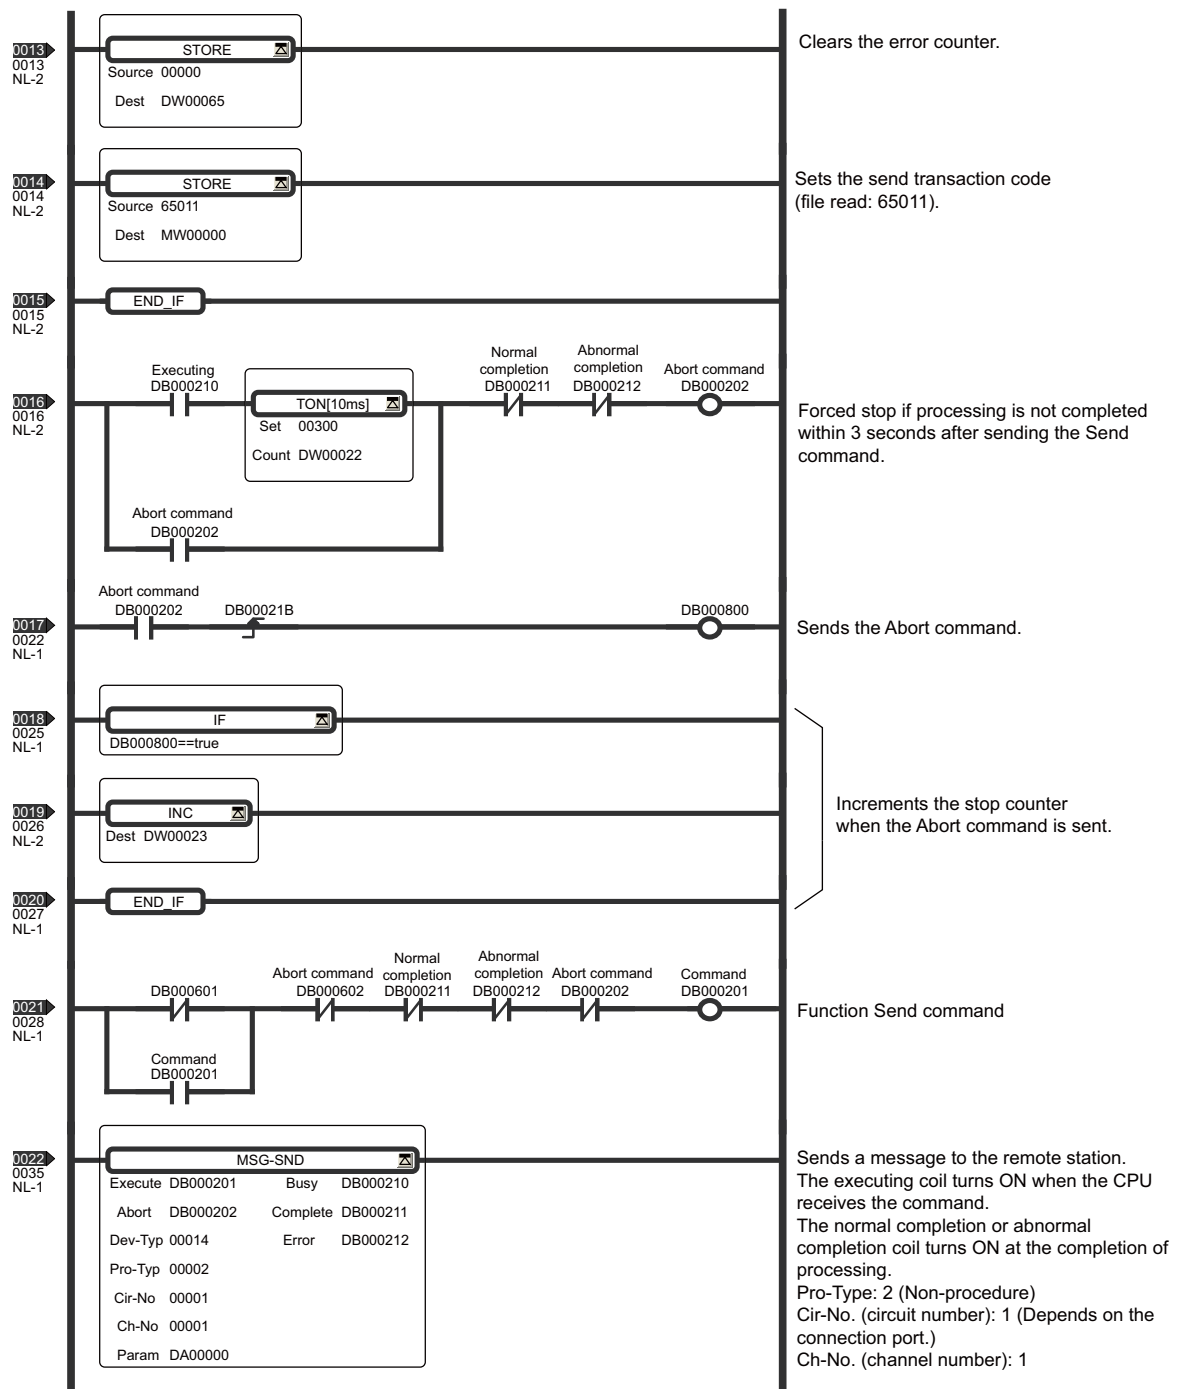 0013
0013
NL-2
STORE
Source 00000
Dest DW00065
Clears the error counter.
0014
0014
NL-2
STORE
Source 65011
Dest MW00000
Sets the send transaction code
(file read: 65011).
0015
0015
NL-2
END_IF
0016
0016
NL-2
Executing
DB000210
TON[10ms]
Set 00300
Count DW00022
Normal
completion
DB000211
Abnormal
completion
DB000212
Abort command
DB000202
Abort command
DB000202
Forced stop if processing is not completed
within 3 seconds after sending the Send
command.
0017
0022
NL-1
Abort command
DB000202
DB00021B
DB000800
Sends the Abort command.
0018
0025
NL-1
IF
DB000800==true
0019
0026
NL-2
INC
Dest DW00023
Increments the stop counter
when the Abort command is sent.
0020
0027
NL-1
END_IF
0021
0028
NL-1
DB000601
Abort command
DB000602
Normal
completion
DB000211
Abnormal
completion
DB000212
Abort command
DB000202
Command
DB000201
Command
DB000201
Function Send command
0022
0035
NL-1
MSG-SND
Execute DB000201 Busy DB000210
Abort DB000202 Complete DB000211
Dev-Typ 00014 Error DB000212
Pro-Typ 00002
Cir-No 00001
Ch-No 00001
Param DA00000
Sends a message to the remote station.
The executing coil turns ON when the CPU
receives the command.
The normal completion or abnormal
completion coil turns ON at the completion of
processing.
Pro-Type: 2 (Non-procedure)
Cir-No. (circuit number): 1 (Depends on the
connection port.)
Ch-No. (channel number): 1